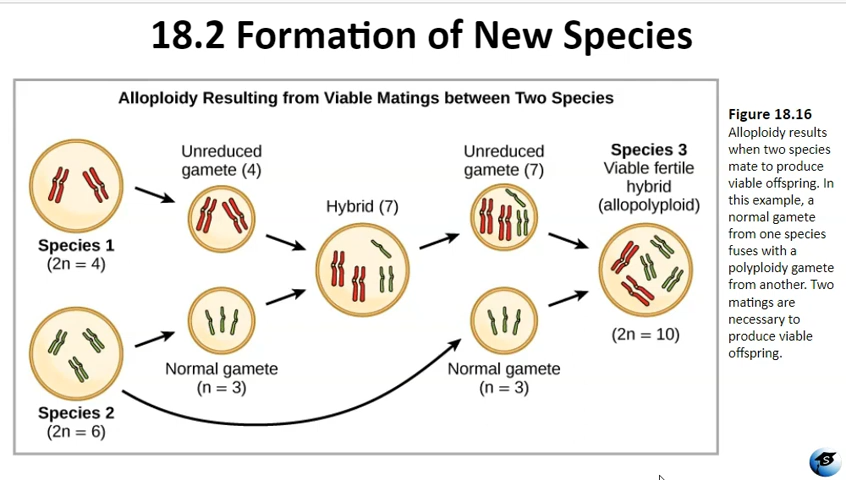 18.2 Formation of New Species
Alloploidy Resulting from Viable Matings between Two Species
Unreduced
gamete (4)
Species 1
(2n = 4)
Hybrid (7)
Normal gamete
(n = 3)
Species 2
(2n = 6)
Unreduced
gamete (7)
Normal gamete
(n = 3)
Species 3
Viable fertile
hybrid
(allopolyploid)
(2n = 10)
Figure 18.16
Alloploidy results
when two species
mate to produce
viable offspring. In
this example, a
normal gamete
from one species
fuses with a
polyploidy gamete
from another. Two
matings are
necessary to
produce viable
offspring.
S